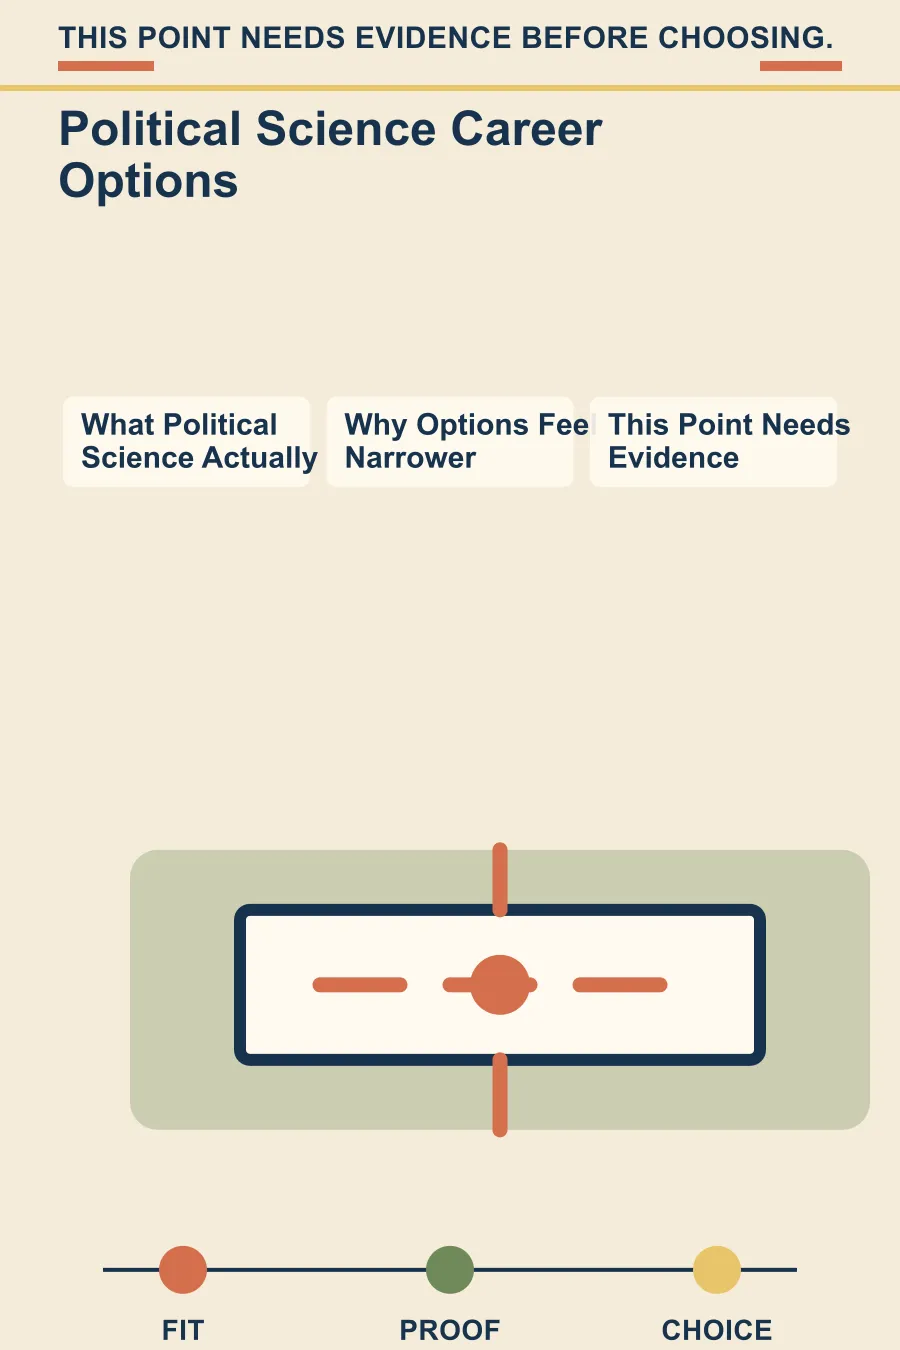 THIS POINT NEEDS EVIDENCE BEFORE CHOOSING.
Political Science Career
Options
What Political
Science Actually
Why Options Feel
Narrower
This Point Needs
Evidence
FIT
PROOF
CHOICE